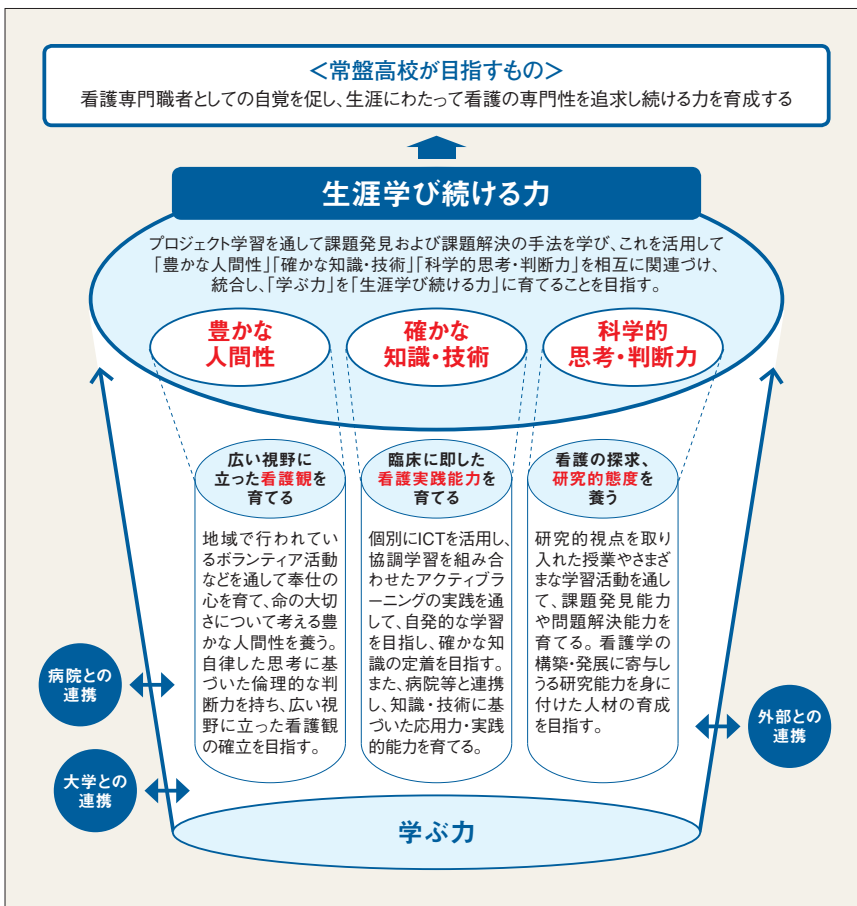 ＜常盤高校が目指すもの＞
看護専門職者としての自覚を促し、生涯にわたって看護の専門性を追求し続ける力を育成する
生涯学び続ける力
プロジェクト学習を通して課題発見および課題解決の手法を学び、これを活用して
「豊かな人間性」「確かな知識・技術」「科学的思考・判断力」を相互に関連づけ、
統合し、「学ぶ力」を「生涯学び続ける力」に育てることを目指す。
豊かな
人間性
確かな
知識・技術
科学的
思考・判断力
広い視野に
立った看護観を
育てる
地域で行われてい
るボランティア活動
などを通して奉仕の
心を育て、命の大切
さについて考える豊
かな人間性を養う。
自律した思考に基
づいた倫理的な判
断力を持ち、広い視
野に立った看護観
の確立を目指す。
臨床に即した
看護実践能力を
育てる
個別にICTを活用し、
協調学習を組み合
わせたアクティブラ
ーニングの実践を通
して、自発的な学習
を目指し、確かな知
識の定着を目指す。
また、病院等と連携
し、知識・技術に基
づいた応用力・実践
的能力を育てる。
看護の探求、
研究的態度を
養う
研究的視点を取り
入れた授業やさまざ
まな学習活動を通し
て、課題発見能力
や問題解決能力を
育てる。看護学の
構築・発展に寄与し
うる研究能力を身に
付けた人材の育成
を目指す。
病院との
連携
大学との
連携
外部との
連携
学ぶ力